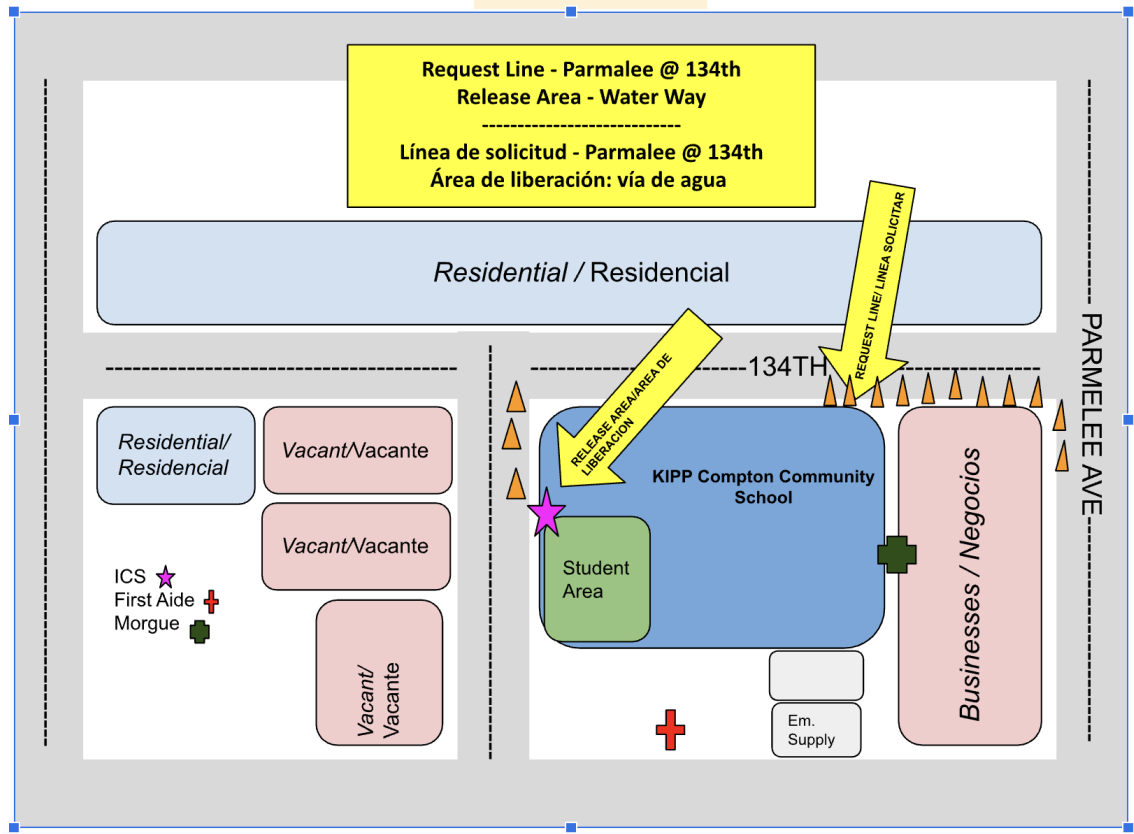 Request Line - Parmalee @ 134th
Release Area - Water Way
----------------------------
Línea de solicitud - Parmalee @ 134th
Área de liberación: vía de agua
Residential / Residencial
REQUEST LINE/ LINEA SOLICITAR
134TH
PARMELEE AVE
RELEASE AREA/AREA DE
LIBERACION
Residential/
Residencial
Vacant/Vacante
Vacant/Vacante
Vacant/
Vacante
KIPP Compton Community
School
Student
Area
Businesses / Negocios
Em.
Supply
ICS
First Aide
Morgue